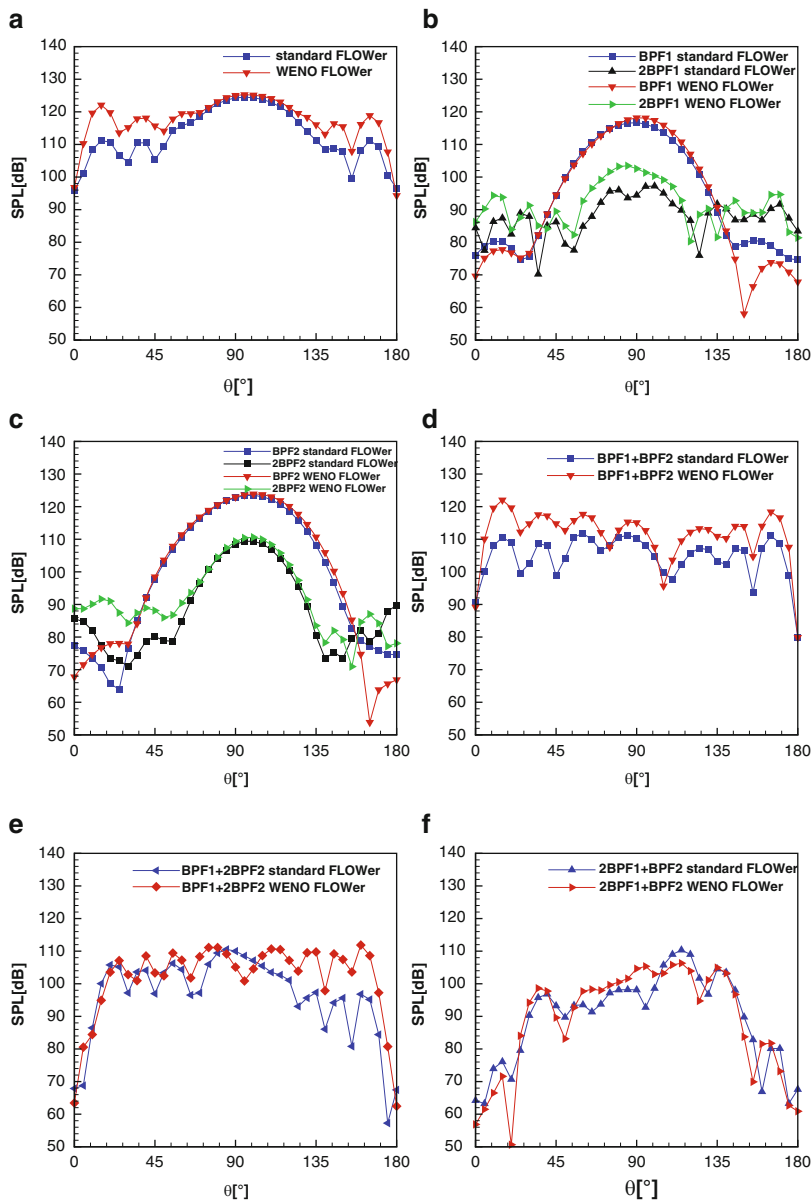 a
140
130
120
110
100
90
80
70
60
50
0
45
90
135
180
SPL[dB]
θ[°]
standard FLOWer
WENO FLOWer
b
140
130
120
110
100
90
80
70
60
50
0
45
90
135
180
SPL[dB]
θ[°]
BPF1 standard FLOWer
2BPF1 standard FLOWer
BPF1 WENO FLOWer
2BPF1 WENO FLOWer
c
140
130
120
110
100
90
80
70
60
50
0
45
90
135
180
SPL[dB]
θ[°]
BPF2 standard FLOWer
2BPF2 standard FLOWer
BPF2 WENO FLOWer
2BPF2 WENO FLOWer
d
140
130
120
110
100
90
80
70
60
50
0
45
90
135
180
SPL[dB]
θ[°]
BPF1+BPF2 standard FLOWer
BPF1+BPF2 WENO FLOWer
e
140
130
120
110
100
90
80
70
60
50
0
45
90
135
180
SPL[dB]
θ[°]
BPF1+2BPF2 standard FLOWer
BPF1+2BPF2 WENO FLOWer
f
140
130
120
110
100
90
80
70
60
50
0
45
90
135
180
SPL[dB]
θ[°]
2BPF1+BPF2 standard FLOWer
2BPF1+BPF2 WENO FLOWer